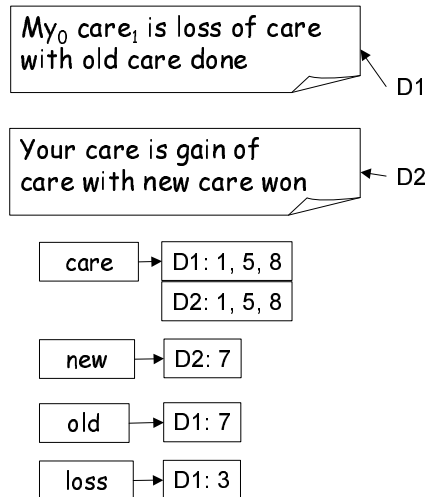 My₀ care₁ is loss of care
with old care done
D1
Your care is gain of
care with new care won
D2
care D1: 1, 5, 8
D2: 1, 5, 8
new D2: 7
old D1: 7
loss D1: 3